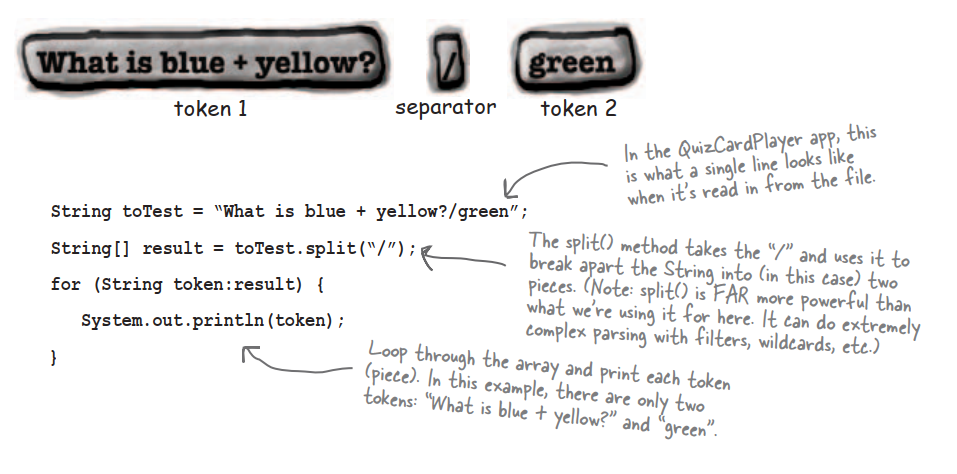 What is blue + yellow? / green
token 1 separator token 2
In the QuizCardPlayer app, this
is what a single line looks like
when it's read in from the file.
String toTest = “What is blue + yellow?/green”;
String[] result = toTest.split(“/”);
The split() method takes the “/” and uses it to
break apart the String into (in this case) two
pieces. (Note: split() is FAR more powerful than
what we're using it for here. It can do extremely
complex parsing with filters, wildcards, etc.)
for (String token:result) {
System.out.println(token);
}
Loop through the array and print each token
(piece). In this example, there are only two
tokens: “What is blue + yellow?” and “green”.